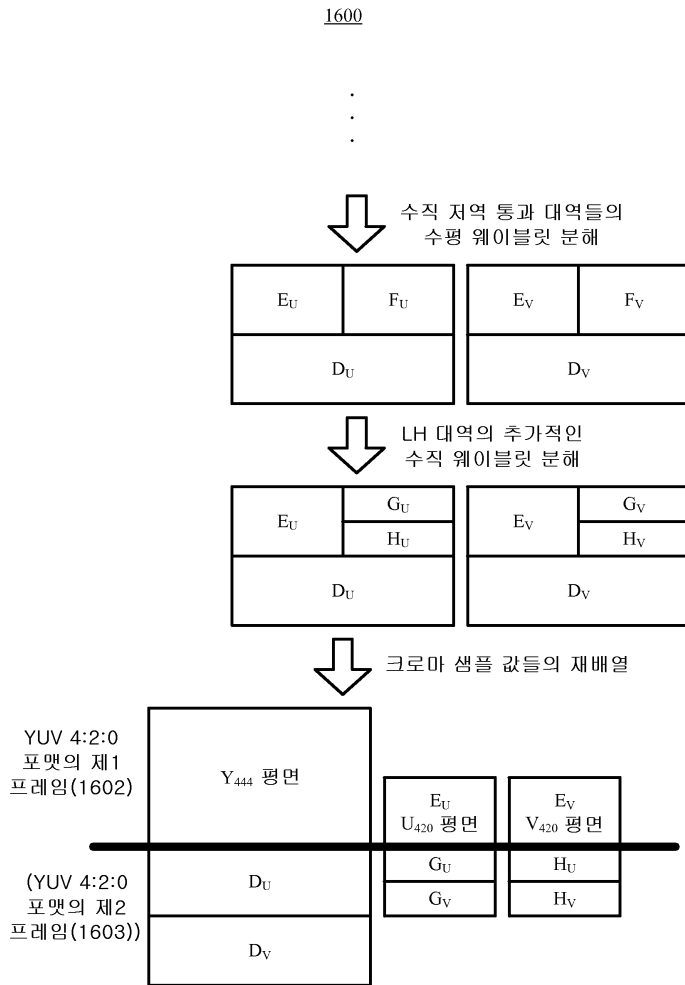 1600
수직 저역 통과 대역들의
수평 웨이블릿 분해
E_U F_U E_V F_V
D_U D_V
LH 대역의 추가적인
수직 웨이블릿 분해
E_U G_U E_V G_V
H_U H_V
D_U D_V
크로마 샘플 값들의 재배열
YUV 4:2:0
포맷의 제1
프레임(1602)
Y_444 평면
E_U
U_420 평면
E_V
V_420 평면
(YUV 4:2:0
포맷의 제2
프레임(1603))
D_U
D_V
G_U H_U
G_V H_V